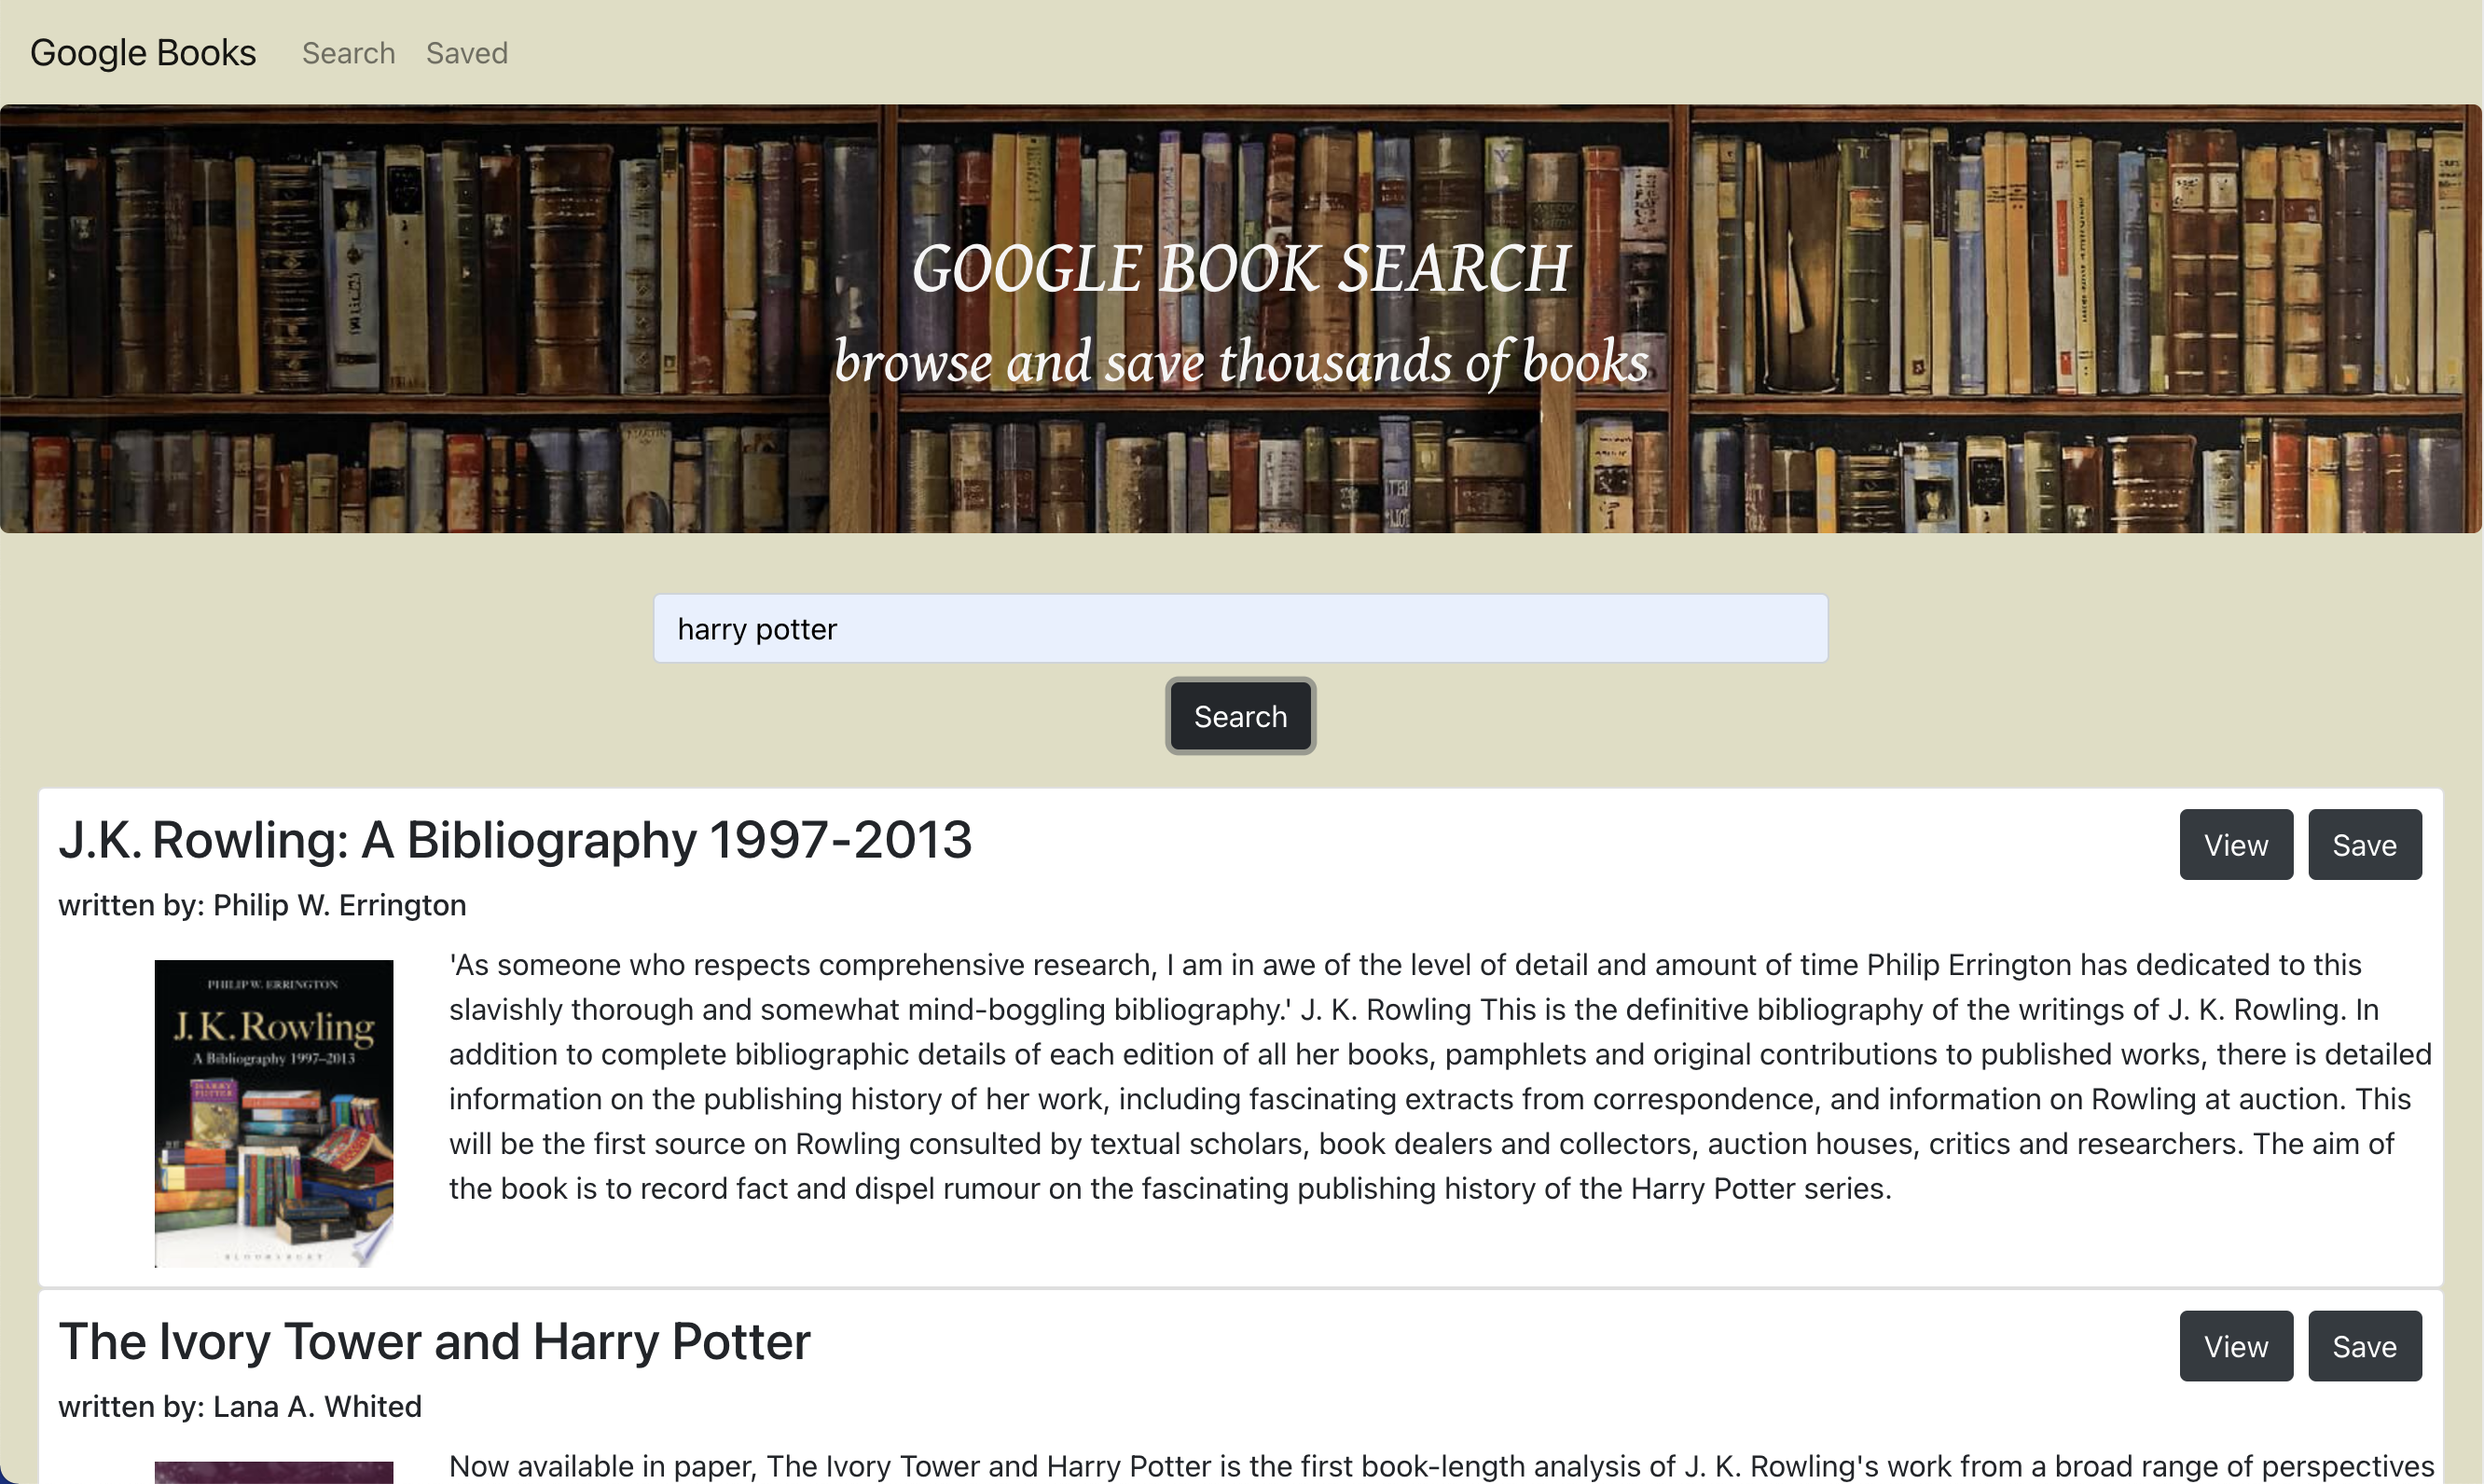 Google Books Search Saved
GOOGLE BOOK SEARCH
browse and save thousands of books
harry potter
Search
J.K. Rowling: A Bibliography 1997-2013
View Save
written by: Philip W. Errington
'As someone who respects comprehensive research, I am in awe of the level of detail and amount of time Philip Errington has dedicated to this
slavishly thorough and somewhat mind-boggling bibliography.' J. K. Rowling This is the definitive bibliography of the writings of J. K. Rowling. In
addition to complete bibliographic details of each edition of all her books, pamphlets and original contributions to published works, there is detailed
information on the publishing history of her work, including fascinating extracts from correspondence, and information on Rowling at auction. This
will be the first source on Rowling consulted by textual scholars, book dealers and collectors, auction houses, critics and researchers. The aim of
the book is to record fact and dispel rumour on the fascinating publishing history of the Harry Potter series.
PHILIP W. ERRINGTON
J.K. Rowling
A Bibliography 1997–2013
HARRY
POTTER
BLOOMSBURY
The Ivory Tower and Harry Potter
View Save
written by: Lana A. Whited
Now available in paper, The Ivory Tower and Harry Potter is the first book-length analysis of J. K. Rowling's work from a broad range of perspectives